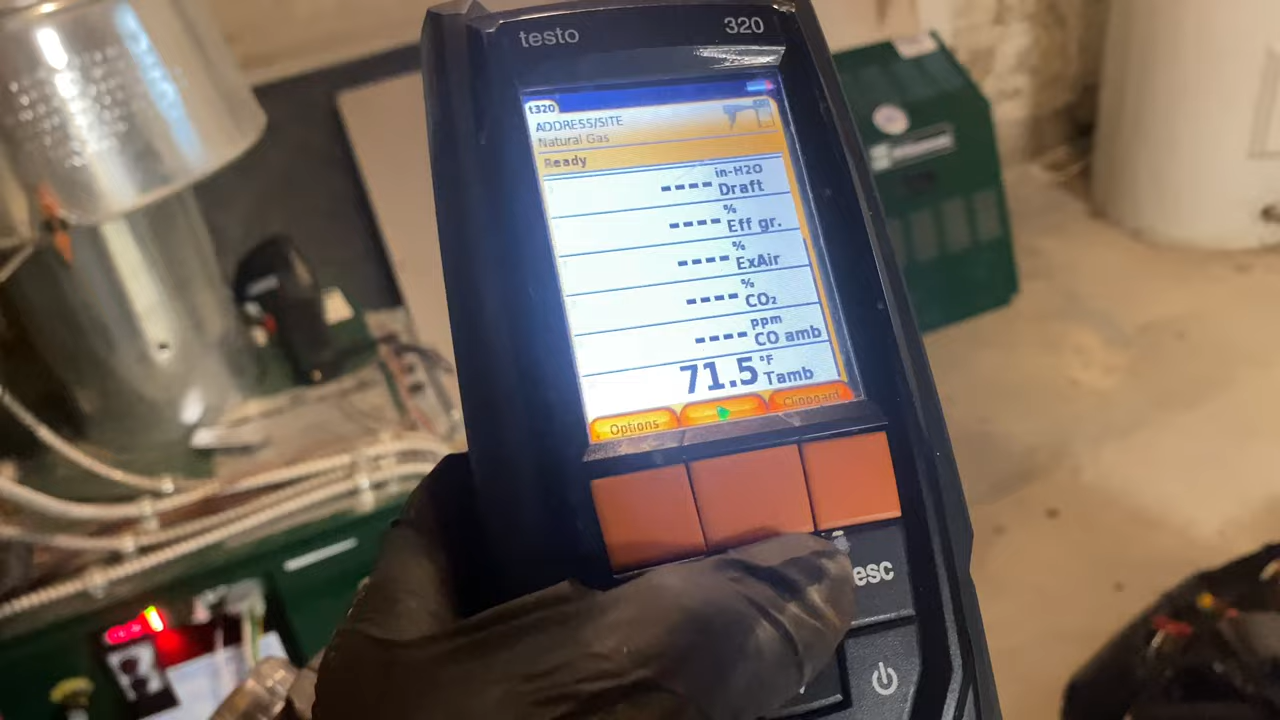 testo 320
t320
ADDRESS/SITE
Natural Gas
Ready
in-H2O
---- Draft
%
---- Eff gr.
%
---- ExAir
%
---- CO₂
ppm
---- CO amb
°F
71.5 Tamb
Options Clipboard
esc